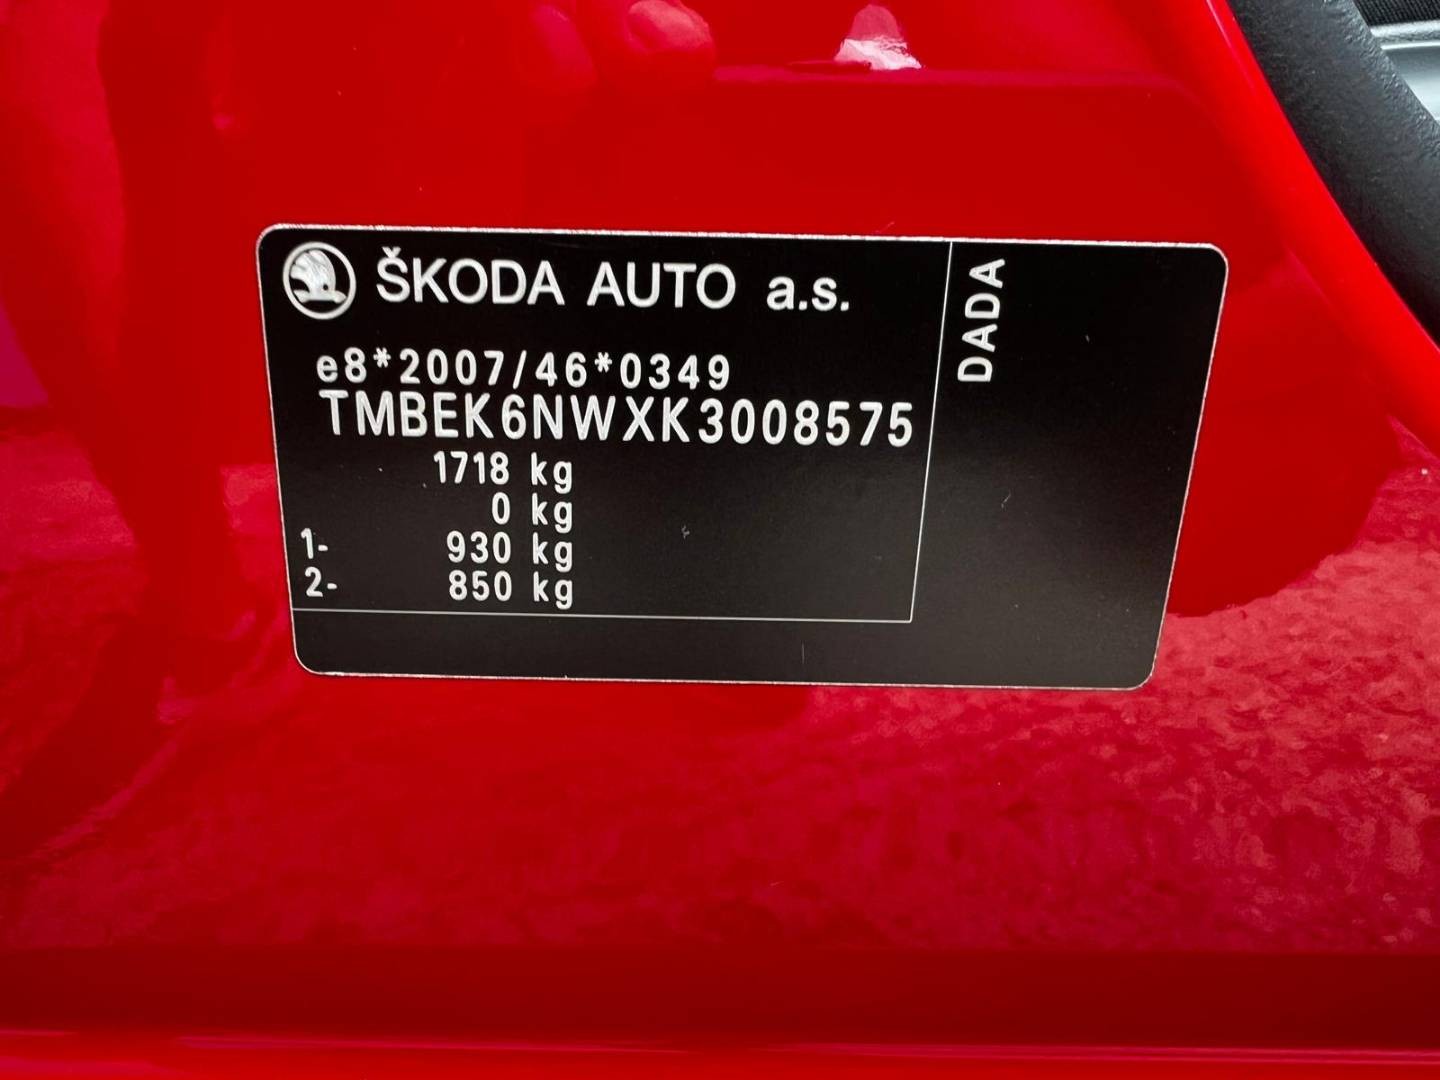 ŠKODA AUTO a.s.
e8*2007/46*0349
TMBEK6NWXK3008575
1718 kg
0 kg
1- 930 kg
2- 850 kg
DADA